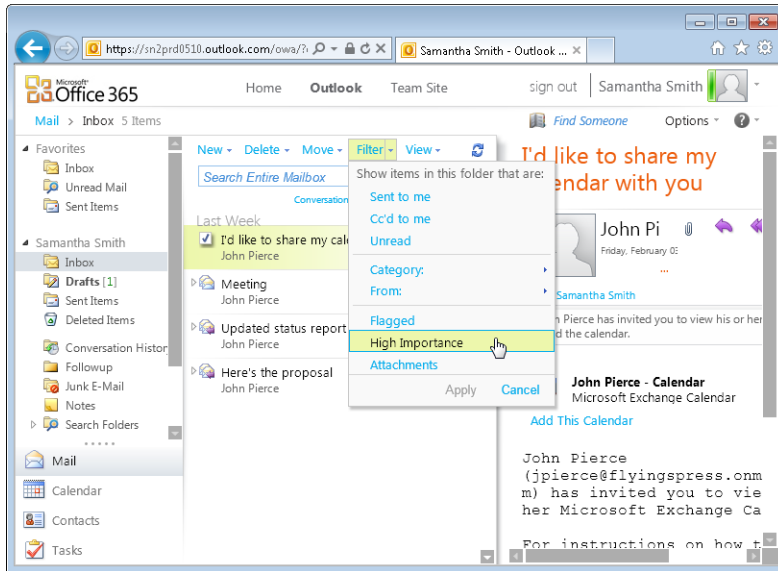 https://sn2prd0510.outlook.com/owa/?
Samantha Smith - Outlook ...
Microsoft®
Office 365
Home Outlook Team Site
sign out Samantha Smith
Mail > Inbox 5 Items
Find Someone Options
Favorites
Inbox
Unread Mail
Sent Items
Samantha Smith
Inbox
Drafts [1]
Sent Items
Deleted Items
Conversation Histor
Followup
Junk E-Mail
Notes
Search Folders
Mail
Calendar
Contacts
Tasks
New Delete Move Filter View
Search Entire Mailbox
Conversation
Last Week
I'd like to share my cal
John Pierce
Meeting
John Pierce
Updated status report
John Pierce
Here's the proposal
John Pierce
Show items in this folder that are:
Sent to me
Cc'd to me
Unread
Category:
From:
Flagged
High Importance
Attachments
Apply Cancel
I'd like to share my
endar with you
John Pi
Friday, February 0
...
Samantha Smith
n Pierce has invited you to view his or her
d the calendar.
John Pierce - Calendar
Microsoft Exchange Calendar
Add This Calendar
John Pierce
(jpierce@flyingspress.onm
m) has invited you to vie
her Microsoft Exchange Ca
For instructions on how t